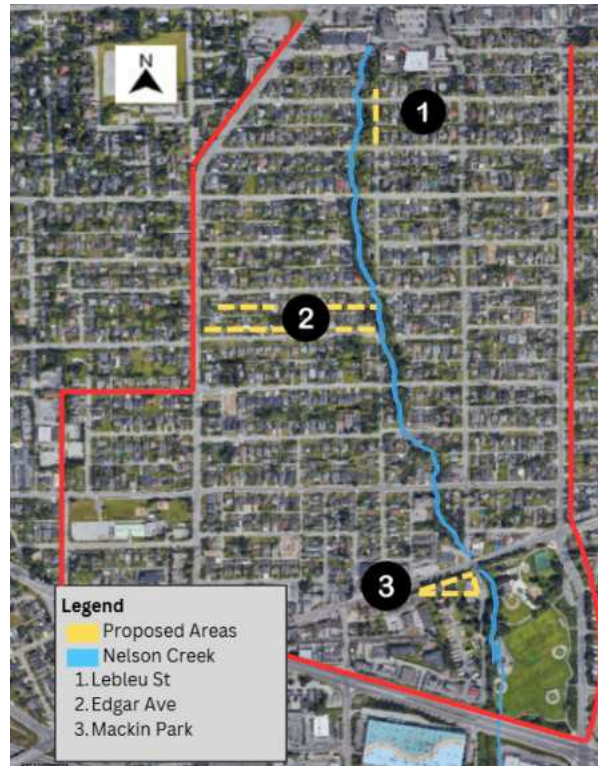 N
1
2
3
Legend
Proposed Areas
Nelson Creek
1. Lebleu St
2. Edgar Ave
3. Mackin Park